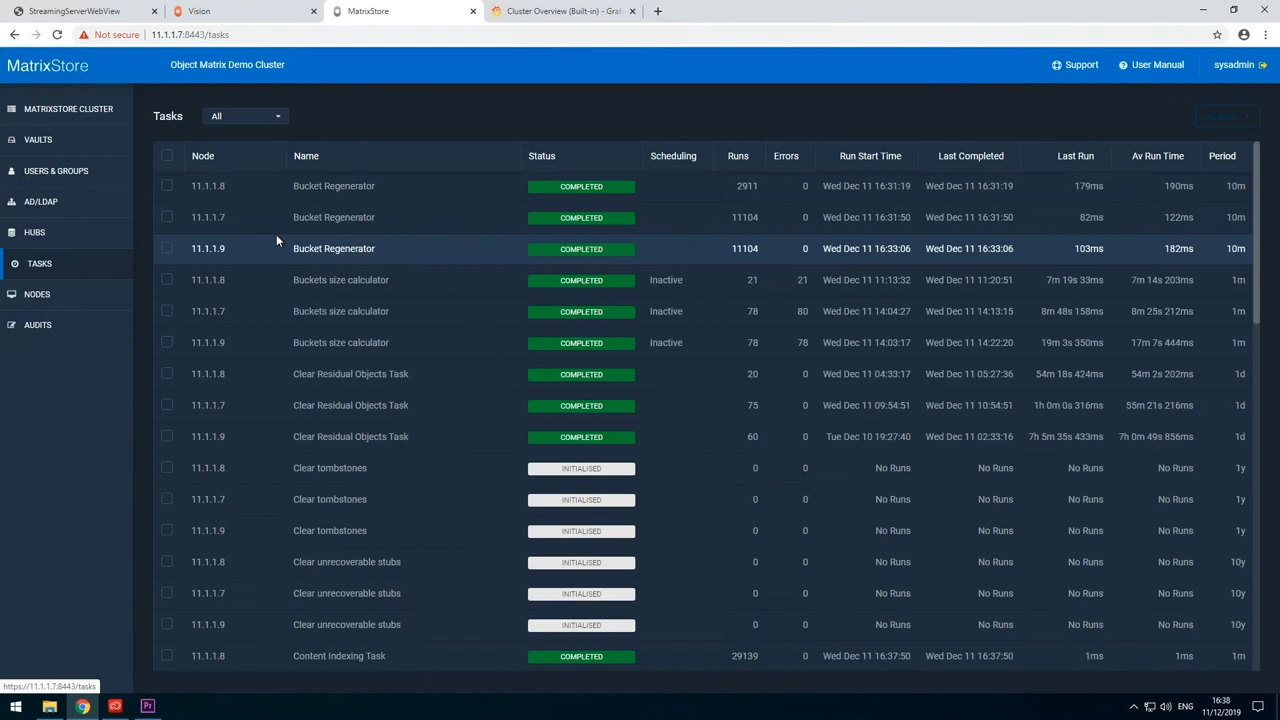 StreamingServerWebView
Vision
MatrixStore
Cluster Overview (Built-in) - Graf
Not secure
11.1.1.7:8443/tasks
MatrixStore
Object Matrix Demo Cluster
Support
User Manual
sysadmin
MATRIXSTORE CLUSTER
VAULTS
USERS & GROUPS
AD/LDAP
HUBS
TASKS
NODES
AUDITS
Tasks
All
Node Name Status Scheduling Runs Errors Run Start Time Last Completed Last Run Av Run Time Period
11.1.1.8 Bucket Regenerator COMPLETED 2911 0 Wed Dec 11 16:31:19 Wed Dec 11 16:31:19 179ms 190ms 10m
11.1.1.7 Bucket Regenerator COMPLETED 11104 0 Wed Dec 11 16:31:50 Wed Dec 11 16:31:50 82ms 122ms 10m
11.1.1.9 Bucket Regenerator COMPLETED 11104 0 Wed Dec 11 16:33:06 Wed Dec 11 16:33:06 103ms 182ms 10m
11.1.1.8 Buckets size calculator COMPLETED Inactive 21 21 Wed Dec 11 11:13:32 Wed Dec 11 11:20:51 7m 19s 33ms 7m 14s 203ms 1m
11.1.1.7 Buckets size calculator COMPLETED Inactive 78 80 Wed Dec 11 14:04:27 Wed Dec 11 14:13:15 8m 48s 158ms 8m 25s 212ms 1m
11.1.1.9 Buckets size calculator COMPLETED Inactive 78 78 Wed Dec 11 14:03:17 Wed Dec 11 14:22:20 19m 3s 350ms 17m 7s 444ms 1m
11.1.1.8 Clear Residual Objects Task COMPLETED 20 0 Wed Dec 11 04:33:17 Wed Dec 11 05:27:36 54m 18s 424ms 54m 2s 202ms 1d
11.1.1.7 Clear Residual Objects Task COMPLETED 75 0 Wed Dec 11 09:54:51 Wed Dec 11 10:54:51 1h 0m 0s 316ms 55m 21s 216ms 1d
11.1.1.9 Clear Residual Objects Task COMPLETED 60 0 Tue Dec 10 19:27:40 Wed Dec 11 02:33:16 7h 5m 35s 433ms 7h 0m 49s 856ms 1d
11.1.1.8 Clear tombstones INITIALISED 0 0 No Runs No Runs No Runs No Runs 1y
11.1.1.7 Clear tombstones INITIALISED 0 0 No Runs No Runs No Runs No Runs 1y
11.1.1.9 Clear tombstones INITIALISED 0 0 No Runs No Runs No Runs No Runs 1y
11.1.1.8 Clear unrecoverable stubs INITIALISED 0 0 No Runs No Runs No Runs No Runs 10y
11.1.1.7 Clear unrecoverable stubs INITIALISED 0 0 No Runs No Runs No Runs No Runs 10y
11.1.1.9 Clear unrecoverable stubs INITIALISED 0 0 No Runs No Runs No Runs No Runs 10y
11.1.1.8 Content Indexing Task COMPLETED 29139 0 Wed Dec 11 16:37:50 Wed Dec 11 16:37:50 1ms 1ms 1m
https://11.1.1.7:8443/tasks
Pr
ENG
16:38
11/12/2019